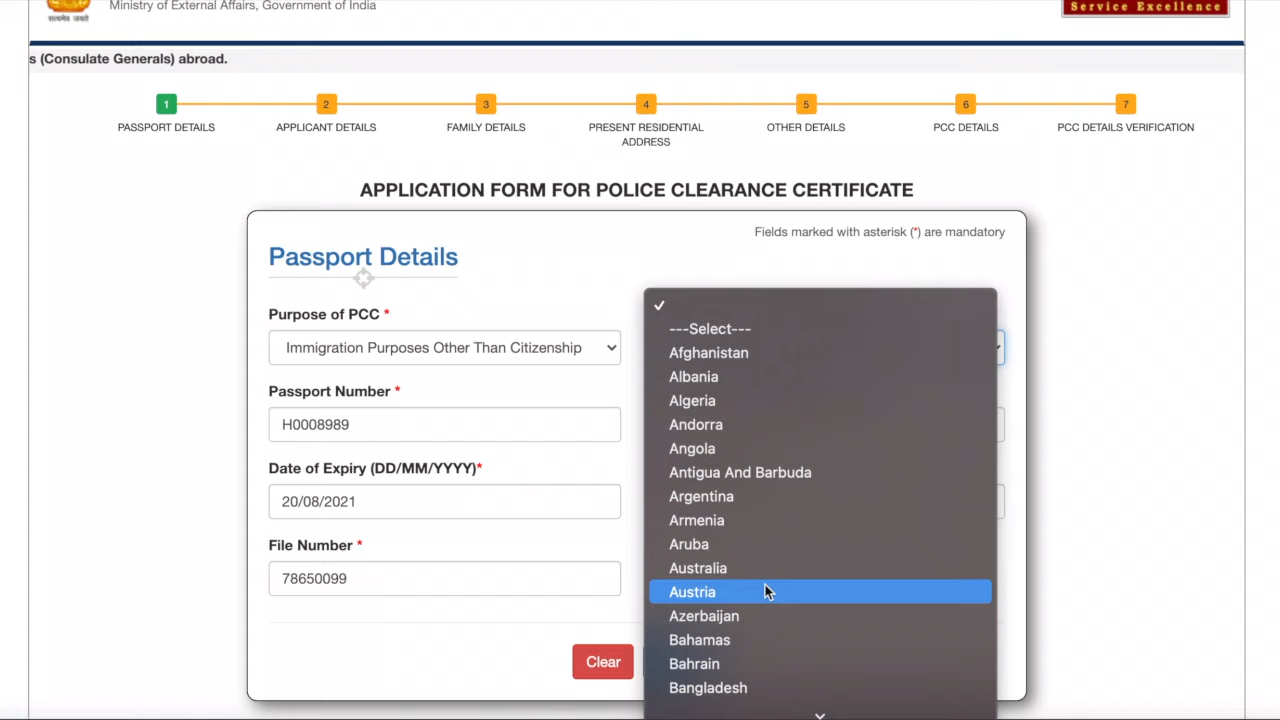 सत्यमेव जयते
Ministry of External Affairs, Government of India
Service Excellence
s (Consulate Generals) abroad.
1 2 3 4 5 6 7
PASSPORT DETAILS APPLICANT DETAILS FAMILY DETAILS PRESENT RESIDENTIAL OTHER DETAILS PCC DETAILS PCC DETAILS VERIFICATION
ADDRESS
APPLICATION FORM FOR POLICE CLEARANCE CERTIFICATE
Fields marked with asterisk (*) are mandatory
Passport Details
Purpose of PCC *
Immigration Purposes Other Than Citizenship
Passport Number *
H0008989
Date of Expiry (DD/MM/YYYY)*
20/08/2021
File Number *
78650099
Clear
---Select---
Afghanistan
Albania
Algeria
Andorra
Angola
Antigua And Barbuda
Argentina
Armenia
Aruba
Australia
Austria
Azerbaijan
Bahamas
Bahrain
Bangladesh